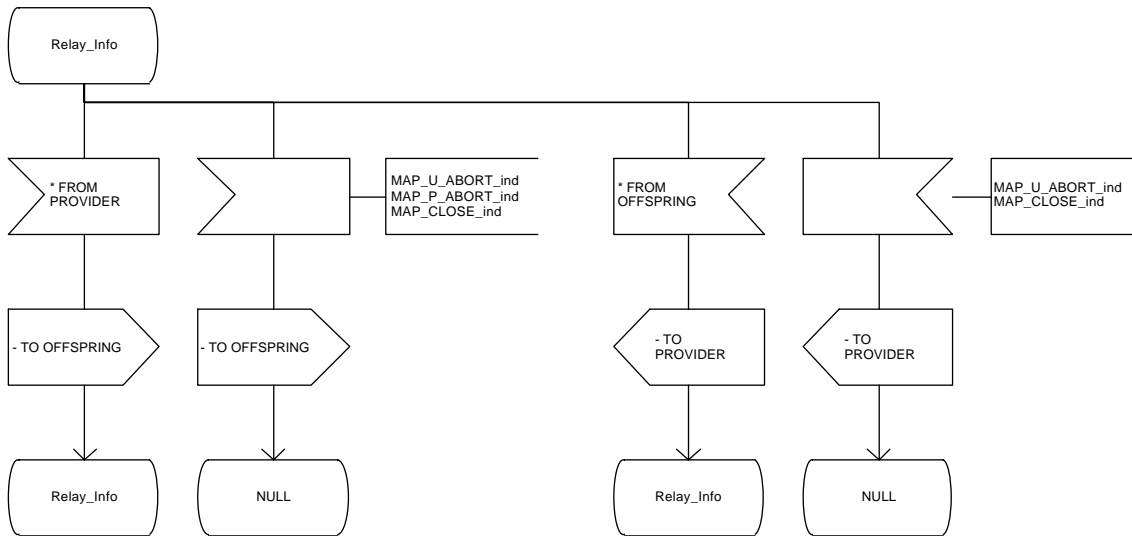 Relay_Info
* FROM
PROVIDER
MAP_U_ABORT_ind
MAP_P_ABORT_ind
MAP_CLOSE_ind
* FROM
OFFSPRING
MAP_U_ABORT_ind
MAP_CLOSE_ind
- TO OFFSPRING
- TO OFFSPRING
- TO
PROVIDER
- TO
PROVIDER
Relay_Info
NULL
Relay_Info
NULL